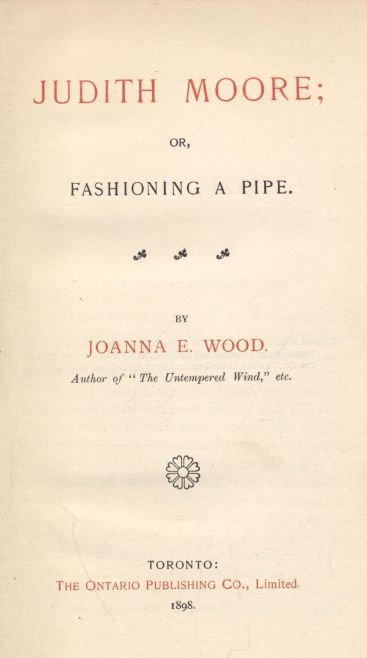 JUDITH MOORE;
OR,
FASHIONING A PIPE.
BY
JOANNA E. WOOD.
Author of "The Untempered Wind," etc.
TORONTO:
THE ONTARIO PUBLISHING CO., Limited.
1898.